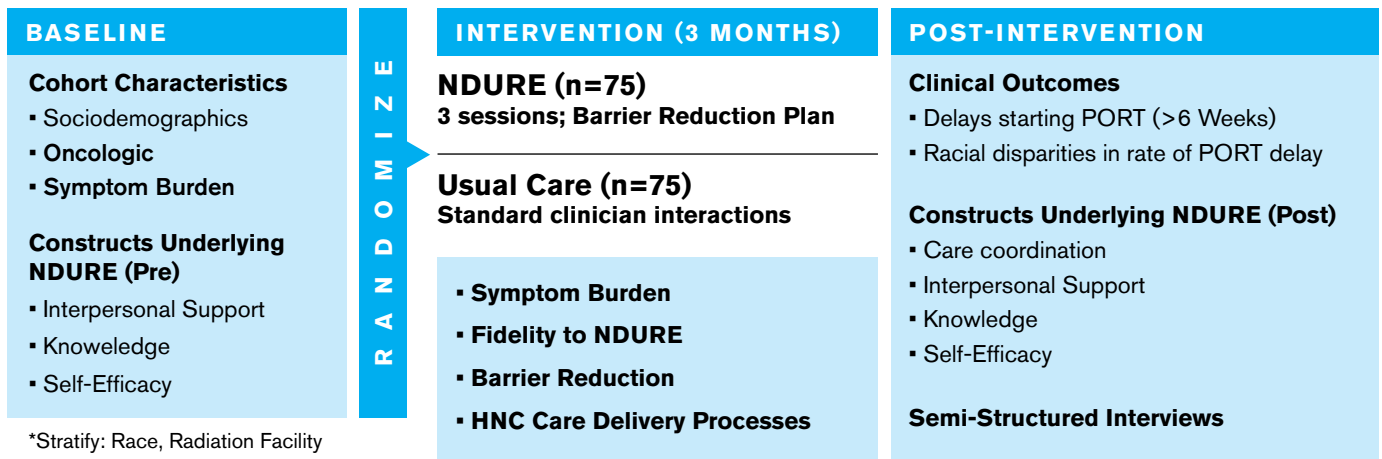 BASELINE
Cohort Characteristics
▪ Sociodemographics
▪ Oncologic
▪ Symptom Burden
Constructs Underlying
NDURE (Pre)
▪ Interpersonal Support
▪ Knoweledge
▪ Self-Efficacy
*Stratify: Race, Radiation Facility
RANDOMIZE
INTERVENTION (3 MONTHS)
NDURE (n=75)
3 sessions; Barrier Reduction Plan
Usual Care (n=75)
Standard clinician interactions
▪ Symptom Burden
▪ Fidelity to NDURE
▪ Barrier Reduction
▪ HNC Care Delivery Processes
POST-INTERVENTION
Clinical Outcomes
▪ Delays starting PORT (>6 Weeks)
▪ Racial disparities in rate of PORT delay
Constructs Underlying NDURE (Post)
▪ Care coordination
▪ Interpersonal Support
▪ Knowledge
▪ Self-Efficacy
Semi-Structured Interviews